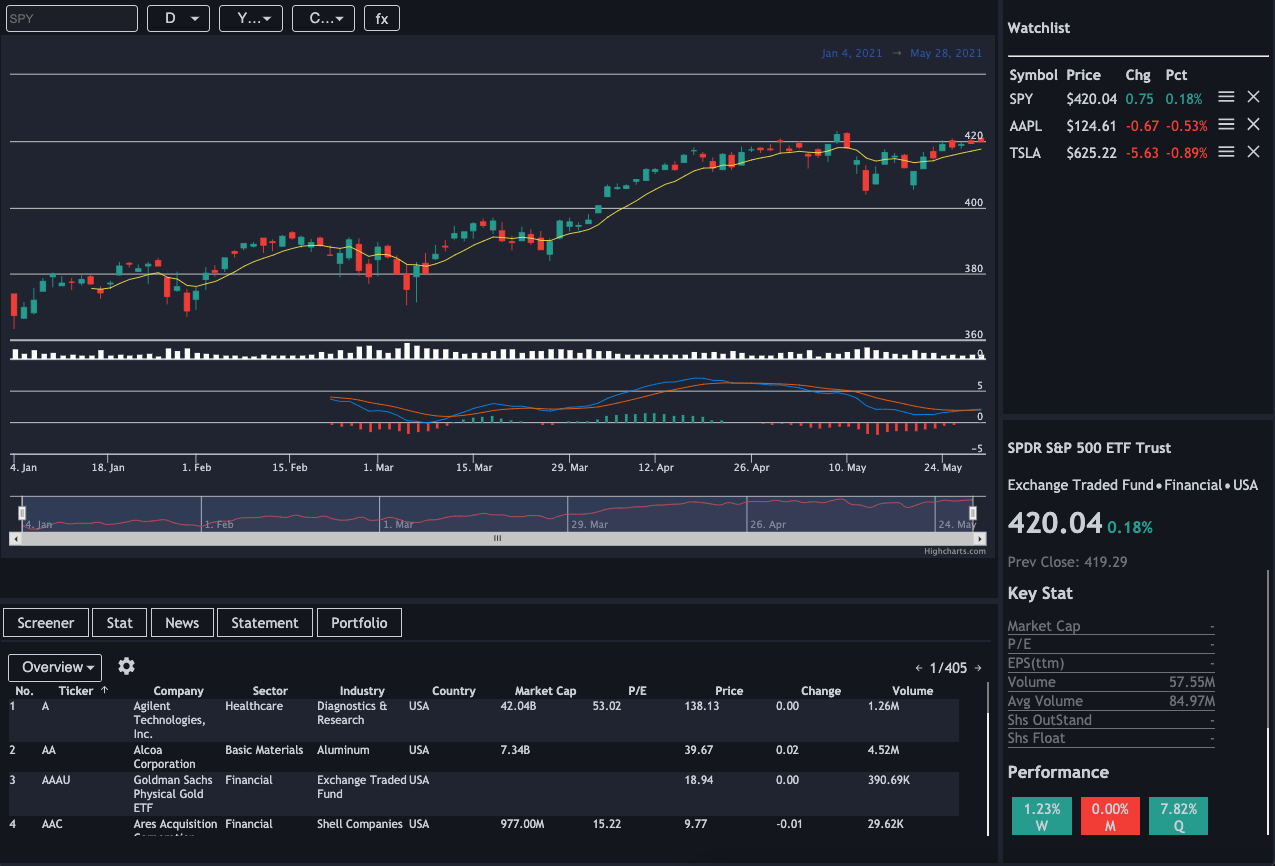 SPY D Y... C... fx
Jan 4, 2021 → May 28, 2021
420
400
380
360
0
5
0
-5
4. Jan 18. Jan 1. Feb 15. Feb 1. Mar 15. Mar 29. Mar 12. Apr 26. Apr 10. May 24. May
4. Jan 1. Feb 1. Mar 29. Mar 26. Apr 24. May
Highcharts.com
Watchlist
Symbol Price Chg Pct
SPY $420.04 0.75 0.18%
AAPL $124.61 -0.67 -0.53%
TSLA $625.22 -5.63 -0.89%
SPDR S&P 500 ETF Trust
Exchange Traded Fund•Financial•USA
420.04 0.18%
Prev Close: 419.29
Key Stat
Market Cap -
P/E -
EPS(ttm) -
Volume 57.55M
Avg Volume 84.97M
Shs OutStand -
Shs Float -
Performance
1.23% 0.00% 7.82%
W M Q
Screener Stat News Statement Portfolio
Overview ← 1/405 →
No. Ticker ↑ Company Sector Industry Country Market Cap P/E Price Change Volume
1 A Agilent Healthcare Diagnostics & USA 42.04B 53.02 138.13 0.00 1.26M
Technologies, Research
Inc.
2 AA Alcoa Basic Materials Aluminum USA 7.34B 39.67 0.02 4.52M
Corporation
3 AAAU Goldman Sachs Financial Exchange Traded USA 18.94 0.00 390.69K
Physical Gold Fund
ETF
4 AAC Ares Acquisition Financial Shell Companies USA 977.00M 15.22 9.77 -0.01 29.62K